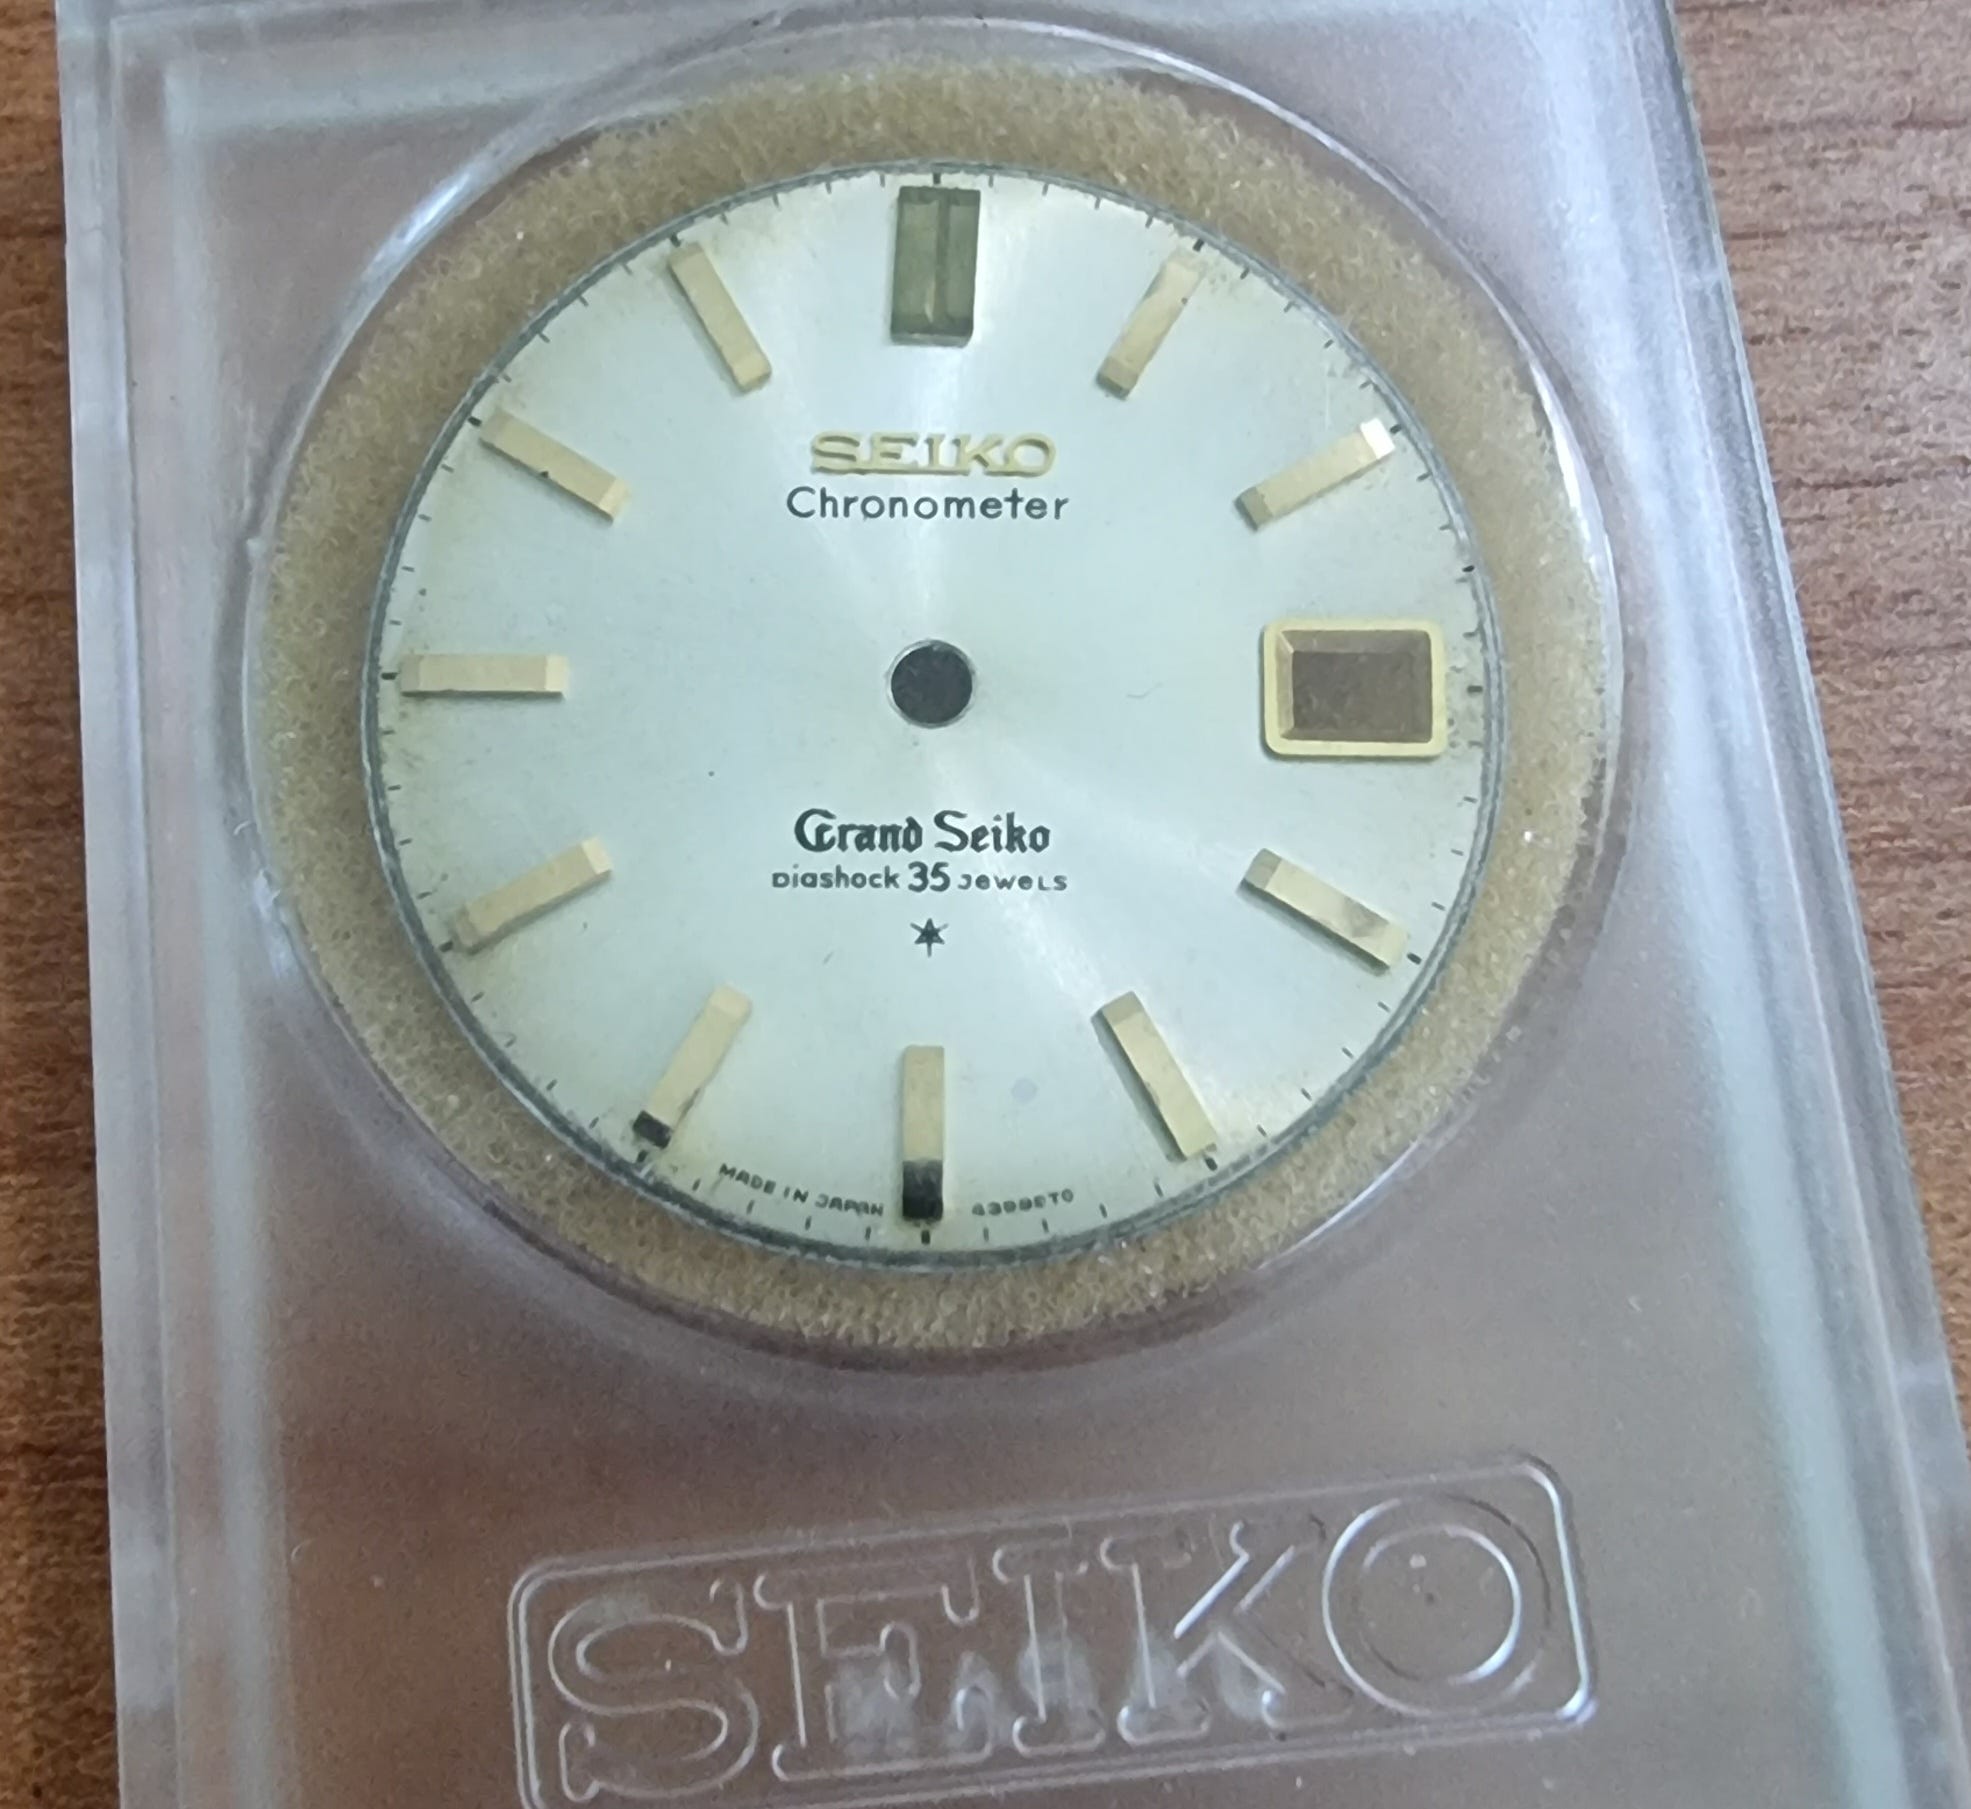 SEIKO
Chronometer
Grand Seiko
Diashock 35 Jewels
MADE IN JAPAN
SEIKO